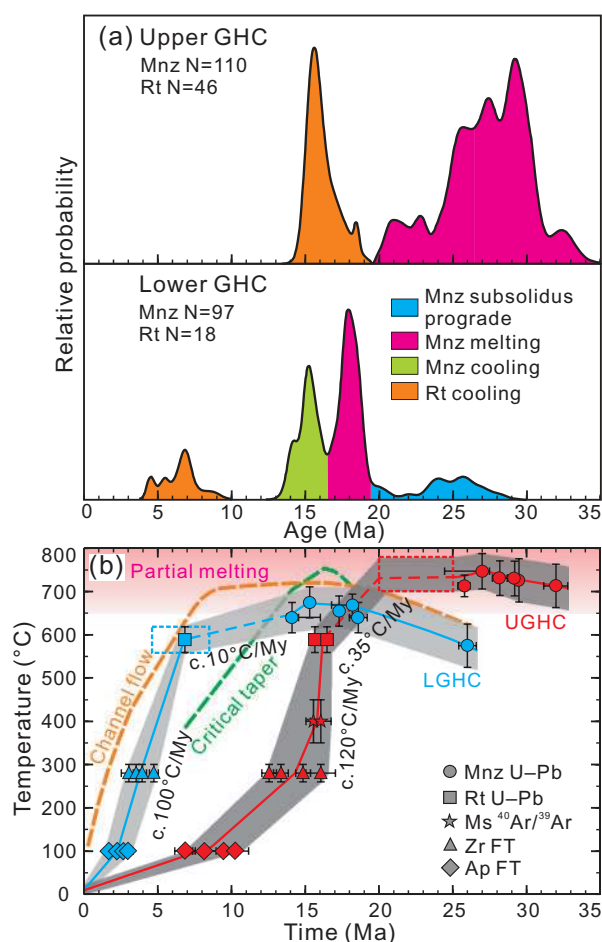 (a) Upper GHC
Mnz N=110
Rt N=46
Relative probability
Lower GHC
Mnz N=97
Rt N=18
Mnz subsolidus
prograde
Mnz melting
Mnz cooling
Rt cooling
0 5 10 15 20 25 30 35
Age (Ma)
(b) Partial melting
800
700
600
500
400
300
200
100
0
Temperature (°C)
Channel flow
Critical taper
c.10°C/My
c. 100°C/My
c.120°C/My
c.35°C/My
UGHC
LGHC
Mnz U–Pb
Rt U–Pb
Ms ⁴⁰Ar/³⁹Ar
Zr FT
Ap FT
0 5 10 15 20 25 30 35
Time (Ma)